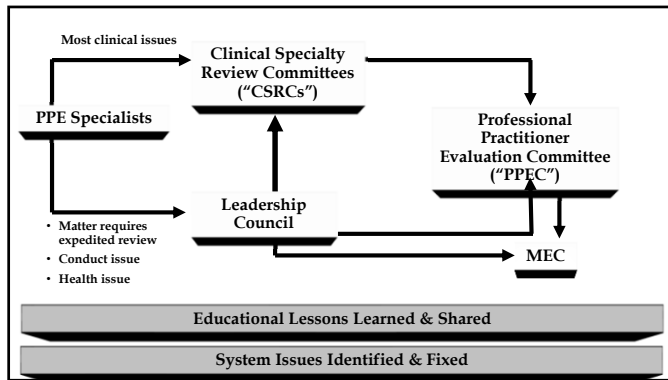 Most clinical issues
Clinical Specialty
Review Committees
(“CSRCs”)
PPE Specialists
Professional
Practitioner
Evaluation Committee
(“PPEC”)
Leadership
Council
• Matter requires
expedited review
• Conduct issue
• Health issue
MEC
Educational Lessons Learned & Shared
System Issues Identified & Fixed